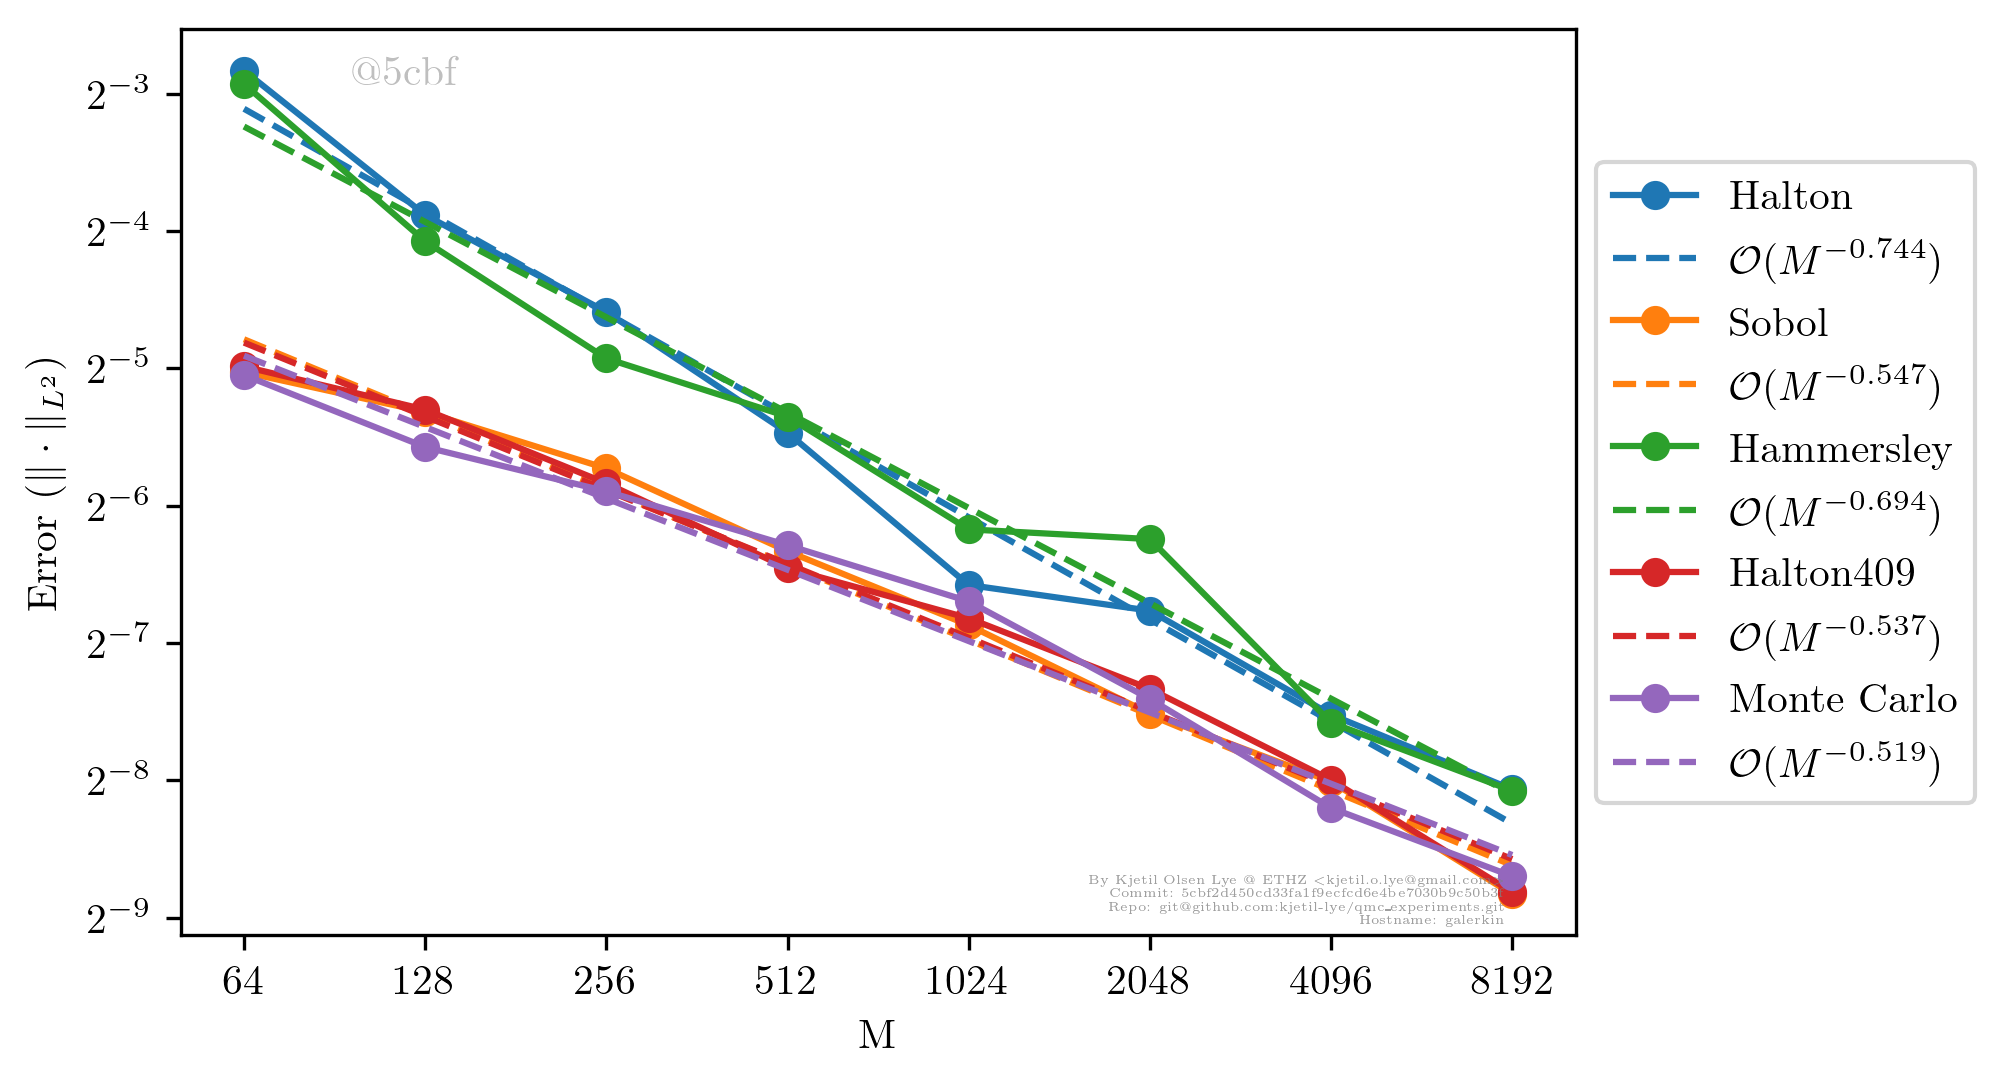 @5cbf
2^{-3}
2^{-4}
2^{-5}
2^{-6}
2^{-7}
2^{-8}
2^{-9}
Error (|| · ||_{L^2})
64 128 256 512 1024 2048 4096 8192
M
By Kjetil Olsen Lye @ ETHZ <kjetil.o.lye@gmail.com>
Commit: 5cbf2d450cd33fa1f9ecfcd6e4be7030b9c50b
Repo: git@github.com:kjetil-lye/qmc_experiments.git
Hostname: galerkin
Halton
𝒪(M^{-0.744})
Sobol
𝒪(M^{-0.547})
Hammersley
𝒪(M^{-0.694})
Halton409
𝒪(M^{-0.537})
Monte Carlo
𝒪(M^{-0.519})